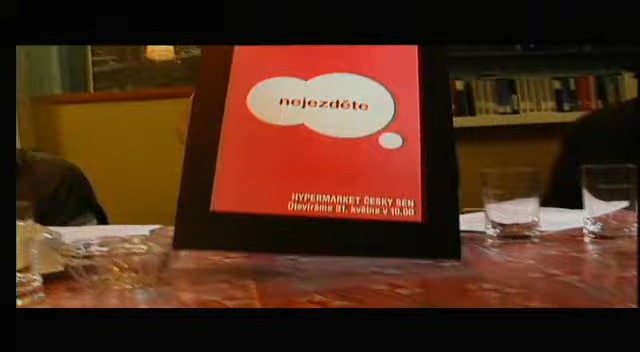 nejezděte
HYPERMARKET ČESKÝ SEN
Otevíráme 31. května v 10.00